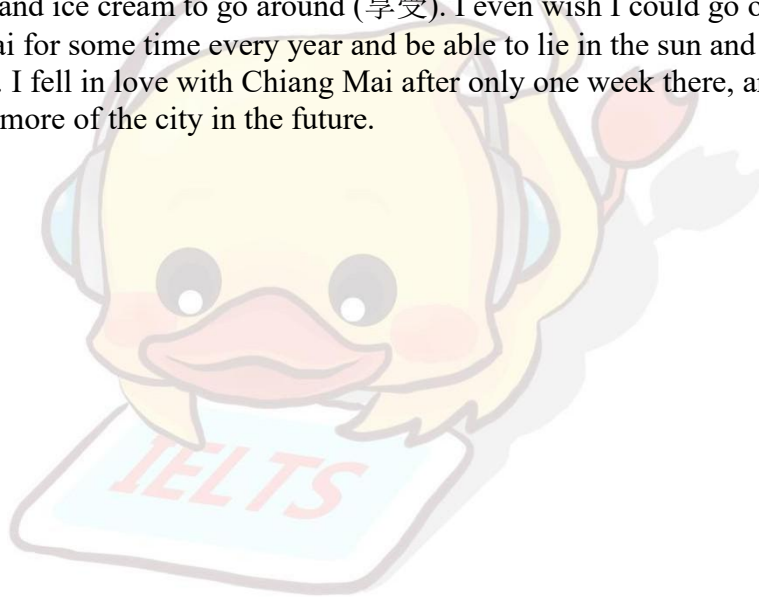 and ice cream to go around (享受). I even wish I could go o
ai for some time every year and be able to lie in the sun and
. I fell in love with Chiang Mai after only one week there, a
more of the city in the future.
IELTS